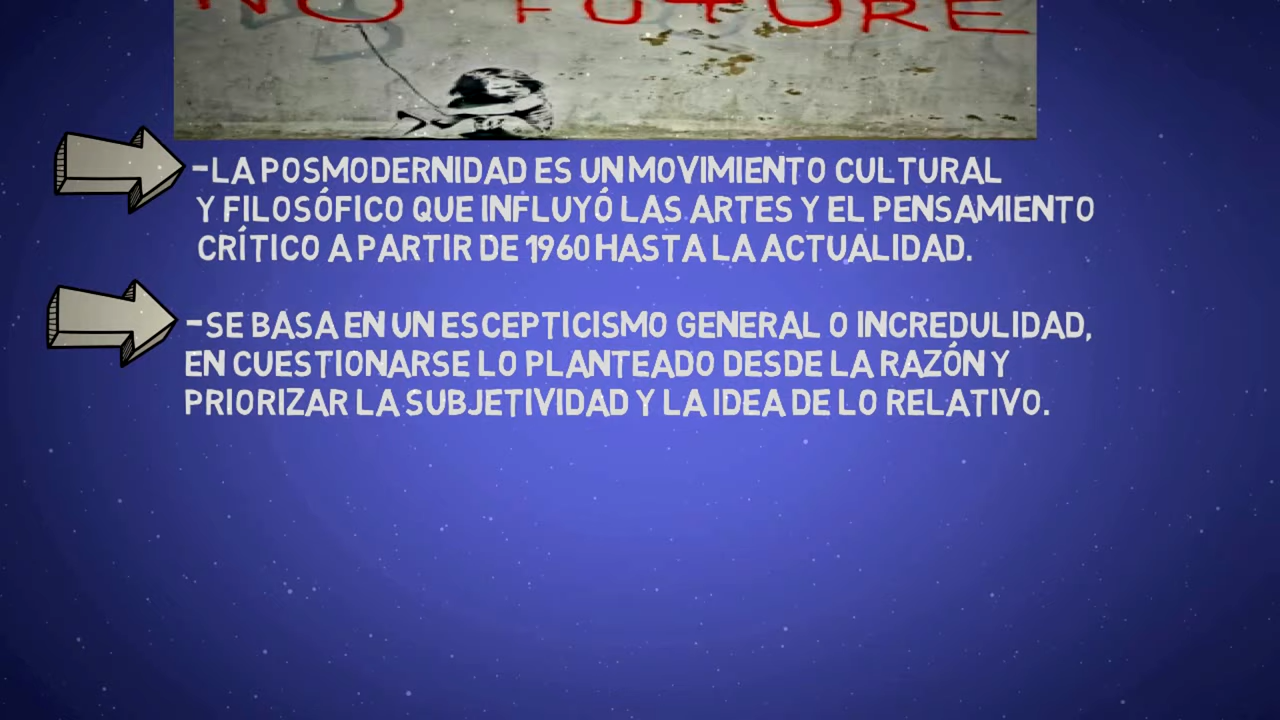 NO FUTURE
-LA POSMODERNIDAD ES UN MOVIMIENTO CULTURAL
Y FILOSÓFICO QUE INFLUYÓ LAS ARTES Y EL PENSAMIENTO
CRÍTICO A PARTIR DE 1960 HASTA LA ACTUALIDAD.
-SE BASA EN UN ESCEPTICISMO GENERAL O INCREDULIDAD,
EN CUESTIONARSE LO PLANTEADO DESDE LA RAZÓN Y
PRIORIZAR LA SUBJETIVIDAD Y LA IDEA DE LO RELATIVO.